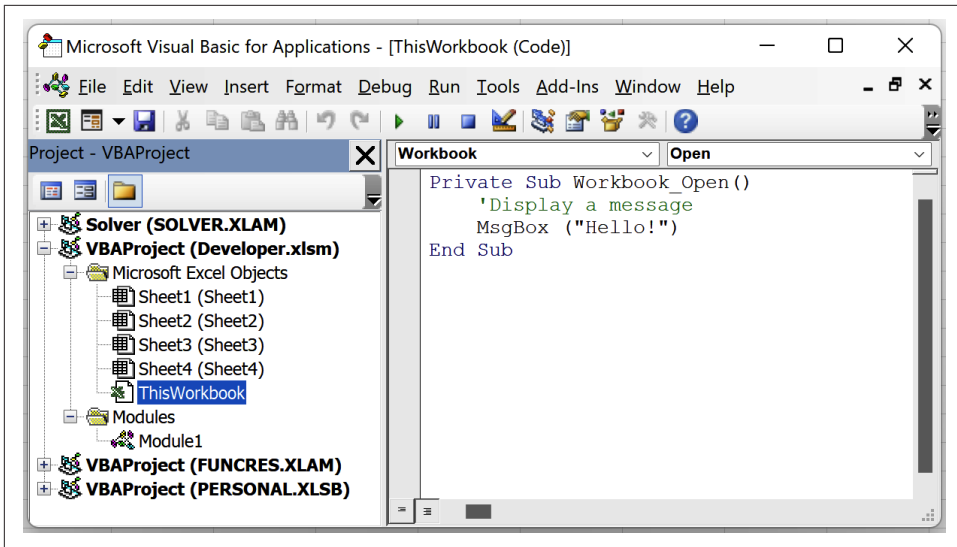 Microsoft Visual Basic for Applications - [ThisWorkbook (Code)]
File Edit View Insert Format Debug Run Tools Add-Ins Window Help
Project - VBAProject
Workbook
Open
Solver (SOLVER.XLAM)
VBAProject (Developer.xlsm)
Microsoft Excel Objects
Sheet1 (Sheet1)
Sheet2 (Sheet2)
Sheet3 (Sheet3)
Sheet4 (Sheet4)
ThisWorkbook
Modules
Module1
VBAProject (FUNCRES.XLAM)
VBAProject (PERSONAL.XLSB)
Private Sub Workbook_Open()
'Display a message
MsgBox ("Hello!")
End Sub